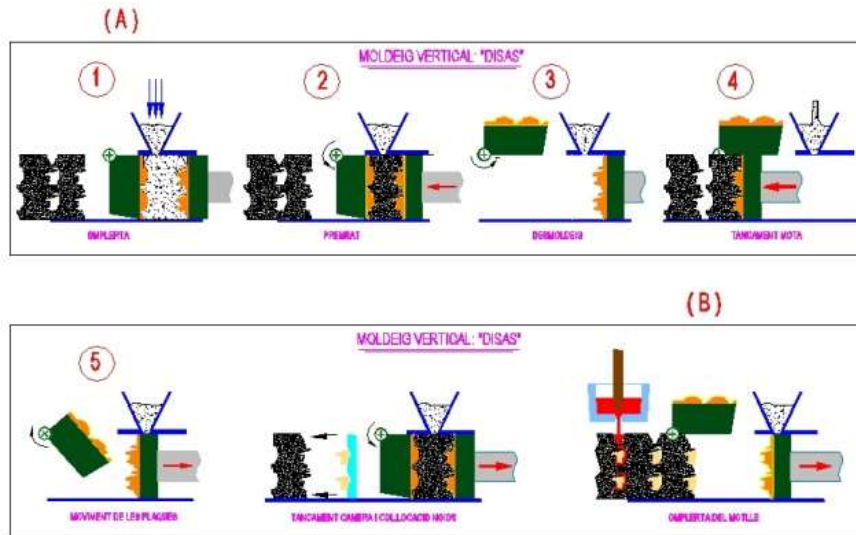 (A)
MOLDEIG VERTICAL: "DISAS"
1
2
3
4
OMPLERTA
PREMSAT
DESMOLDEIG
TANCAMENT MOTA
(B)
MOLDEIG VERTICAL: "DISAS"
5
MOVIMENT DE LES PLAQUES
TANCAMENT CAMBRA I COL.LOCACIÓ NOIOS
OMPLERTA DEL MOTLLE